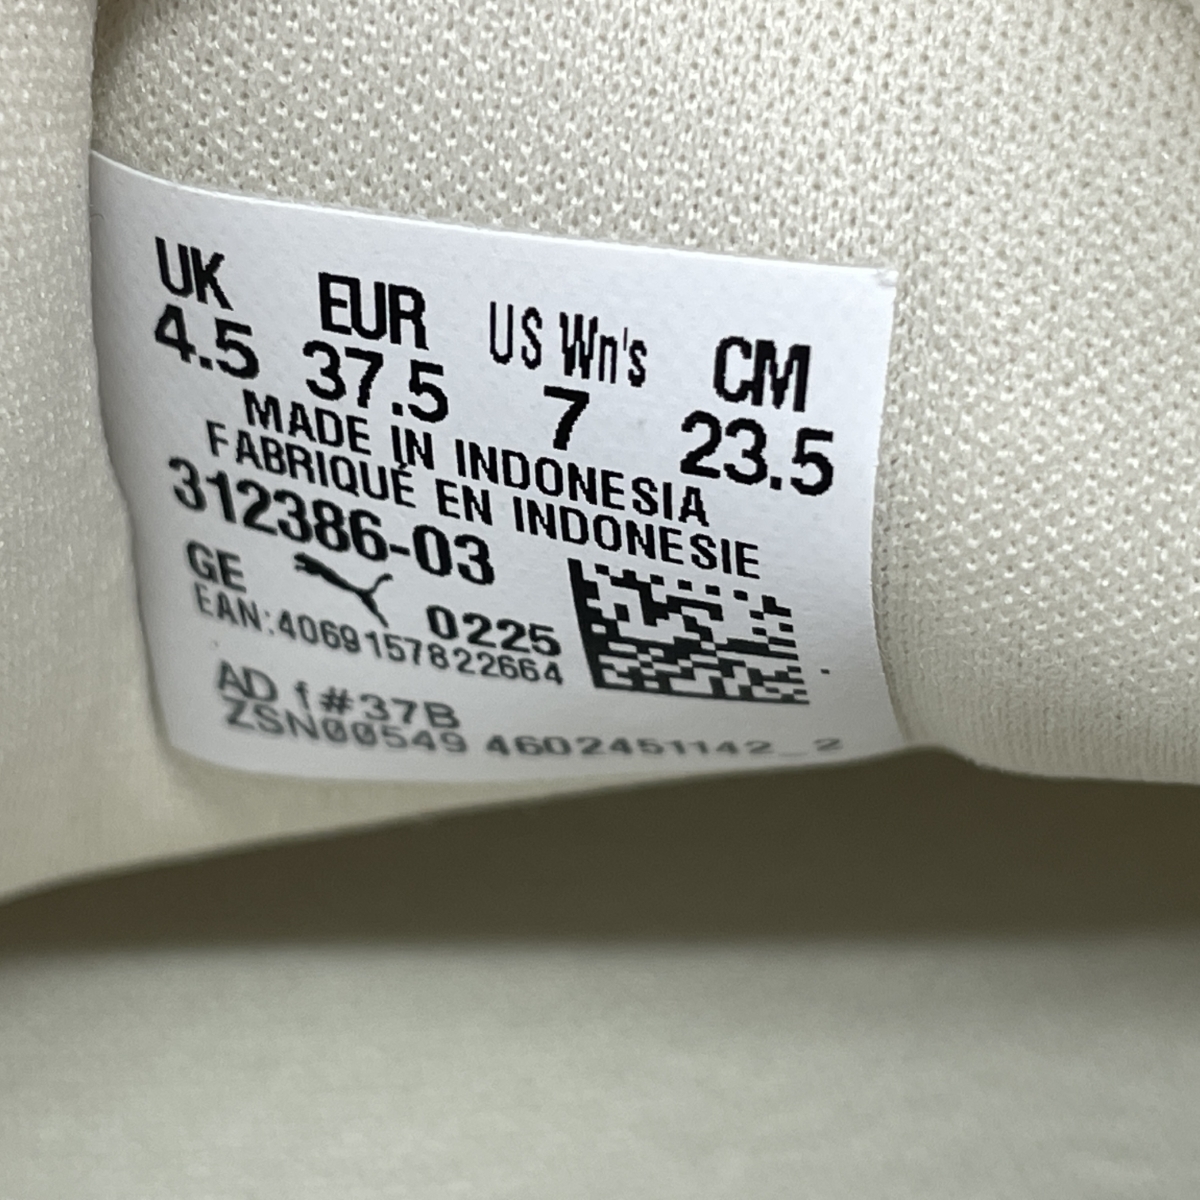 UK EUR US Wn's CM
4.5 37.5 7 23.5
MADE IN INDONESIA
FABRIQUÉ EN INDONESIE
312386-03
GE 0225
EAN:4069157822664
AD f#37B
ZSN00549 4602451142_2